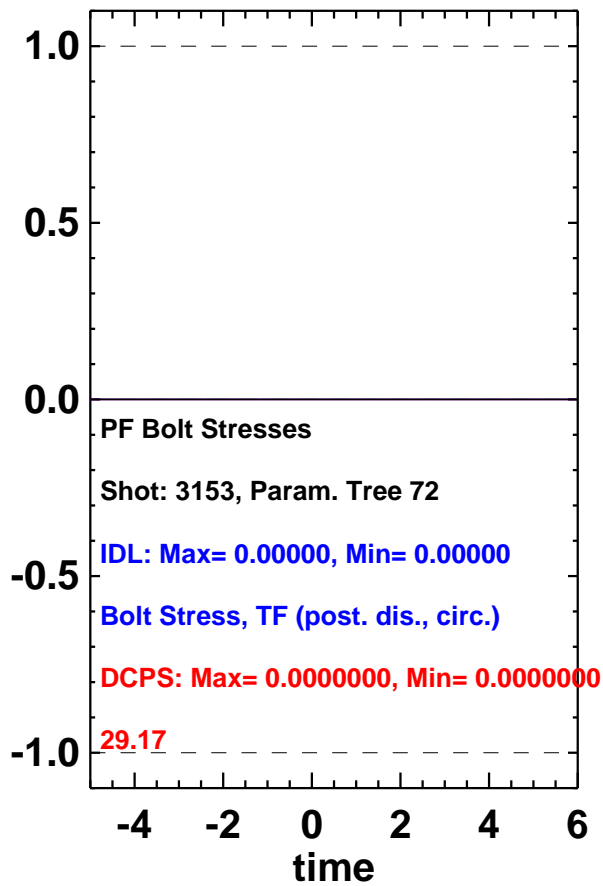 1.0
0.5
0.0
PF Bolt Stresses
Shot: 3153, Param. Tree 72
IDL: Max= 0.00000, Min= 0.00000
-0.5
Bolt Stress, TF (post. dis., circ.)
DCPS: Max= 0.0000000, Min= 0.0000000
29.17
-1.0
-4 -2 0 2 4 6
time